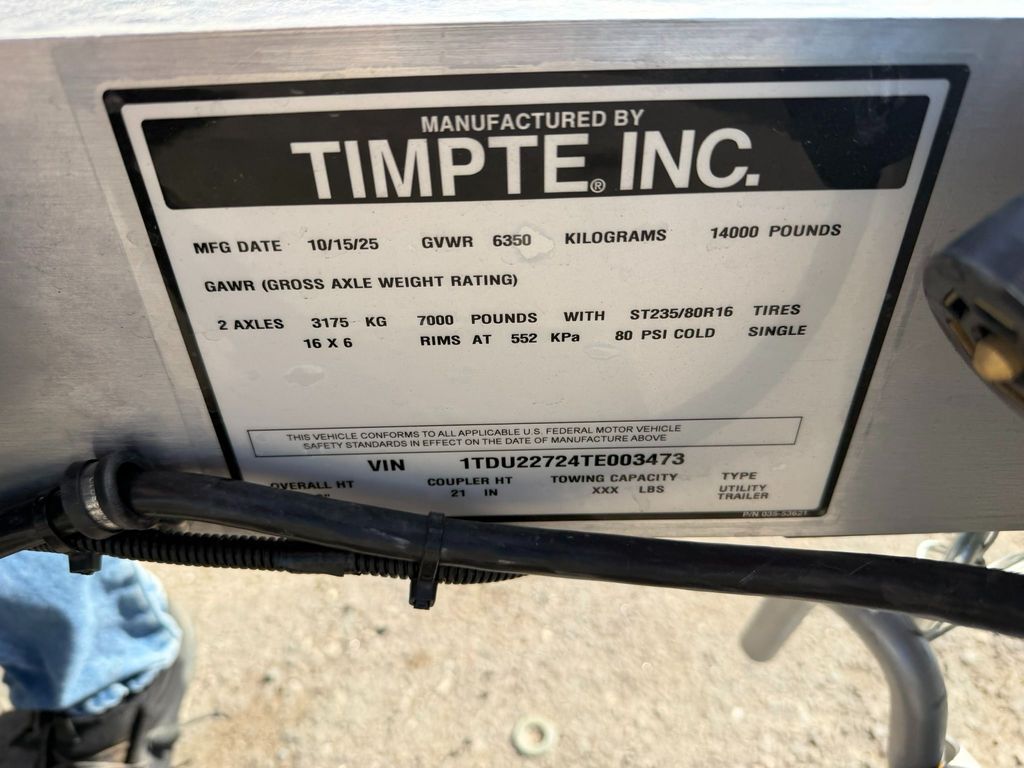 MANUFACTURED BY
TIMPTE® INC.
MFG DATE 10/15/25 GVWR 6350 KILOGRAMS 14000 POUNDS
GAWR (GROSS AXLE WEIGHT RATING)
2 AXLES 3175 KG 7000 POUNDS WITH ST235/80R16 TIRES
16 X 6 RIMS AT 552 KPa 80 PSI COLD SINGLE
THIS VEHICLE CONFORMS TO ALL APPLICABLE U.S. FEDERAL MOTOR VEHICLE
SAFETY STANDARDS IN EFFECT ON THE DATE OF MANUFACTURE ABOVE
VIN 1TDU22724TE003473
OVERALL HT COUPLER HT TOWING CAPACITY TYPE
21 IN XXX LBS UTILITY
TRAILER
P/N 038-53621